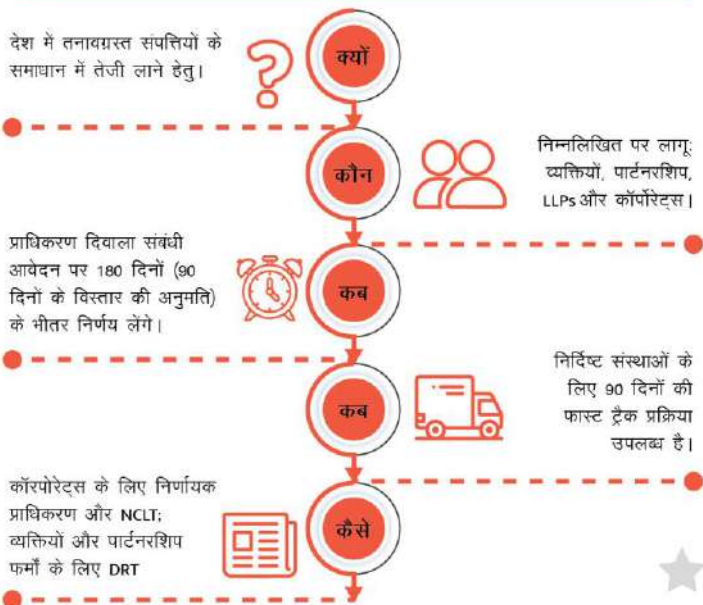 देश में तनावग्रस्त संपत्तियों के
समाधान में तेजी लाने हेतु।
क्यों
कौन
निम्नलिखित पर लागू:
व्यक्तियों, पार्टनरशिप,
LLPs और कॉर्पोरेट्स।
प्राधिकरण दिवाला संबंधी
आवेदन पर 180 दिनों (90
दिनों के विस्तार की अनुमति)
के भीतर निर्णय लेंगे।
कब
कब
निर्दिष्ट संस्थाओं के
लिए 90 दिनों की
फास्ट ट्रैक प्रक्रिया
उपलब्ध है।
कॉरपोरेट्स के लिए निर्णायक
प्राधिकरण और NCLT;
व्यक्तियों और पार्टनरशिप
फर्मों के लिए DRT
कैसे